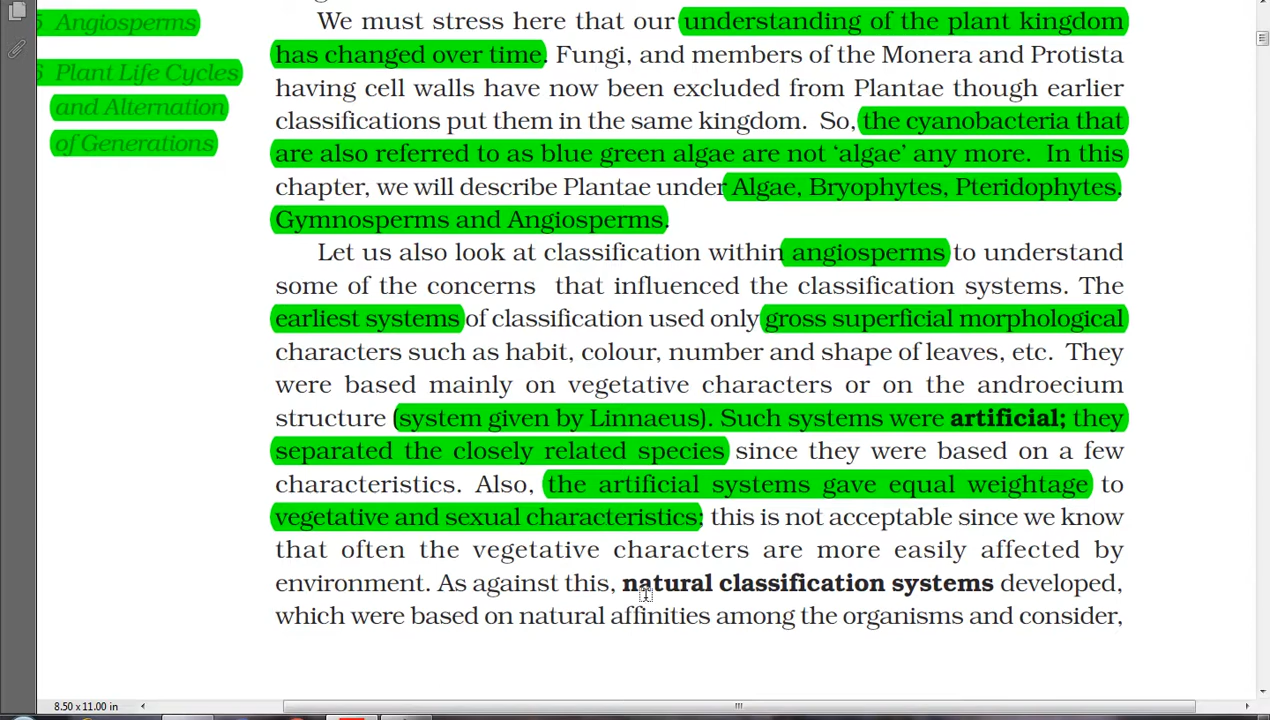 Angiosperms
Plant Life Cycles
and Alternation
of Generations
We must stress here that our understanding of the plant kingdom
has changed over time. Fungi, and members of the Monera and Protista
having cell walls have now been excluded from Plantae though earlier
classifications put them in the same kingdom. So, the cyanobacteria that
are also referred to as blue green algae are not ‘algae’ any more. In this
chapter, we will describe Plantae under Algae, Bryophytes, Pteridophytes,
Gymnosperms and Angiosperms.
Let us also look at classification within angiosperms to understand
some of the concerns that influenced the classification systems. The
earliest systems of classification used only gross superficial morphological
characters such as habit, colour, number and shape of leaves, etc. They
were based mainly on vegetative characters or on the androecium
structure (system given by Linnaeus). Such systems were artificial; they
separated the closely related species since they were based on a few
characteristics. Also, the artificial systems gave equal weightage to
vegetative and sexual characteristics; this is not acceptable since we know
that often the vegetative characters are more easily affected by
environment. As against this, natural classification systems developed,
which were based on natural affinities among the organisms and consider,
8.50 x 11.00 in